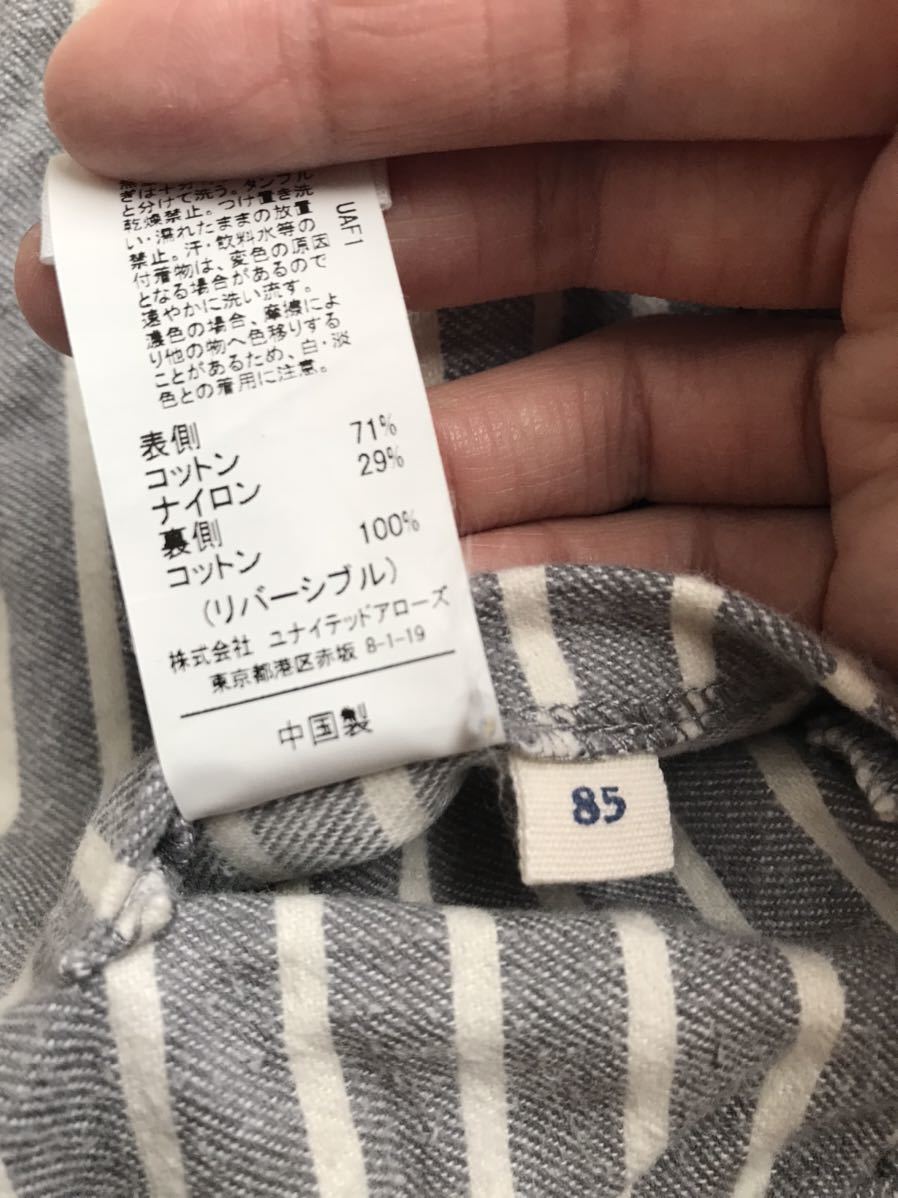 ぎは十分
と分けて洗う。タンブル
乾燥禁止。つけ置き洗
い・濡れたままの放置
禁止。汗・飲料水等の
付着物は、変色の原因
となる場合があるので
速やかに洗い流す。
濃色の場合、摩擦によ
り他の物へ色移りする
ことがあるため、白・淡
色との着用に注意。
UAF1
表側
コットン 71%
ナイロン 29%
裏側
コットン 100%
(リバーシブル)
株式会社 ユナイテッドアローズ
東京都港区赤坂 8-1-19
中国製
85